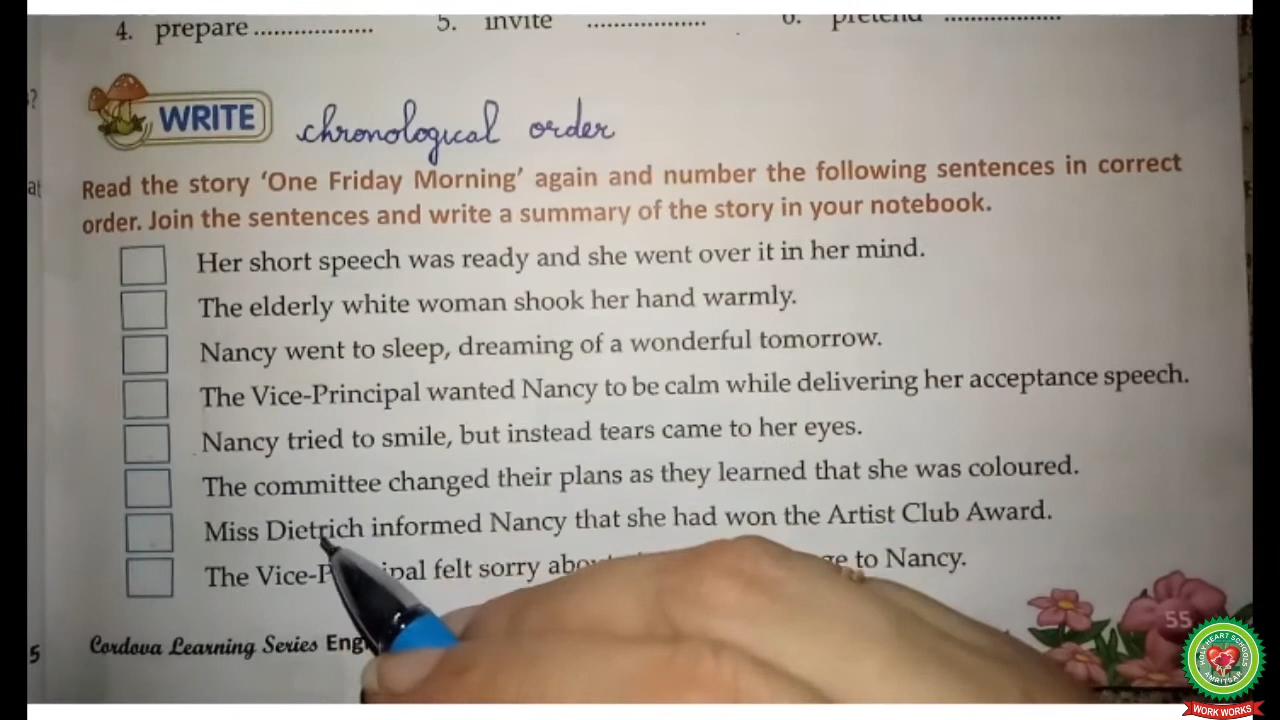 4. prepare .................. 5. invite .................. 6. pretend ..................
?
WRITE chronological order
at
Read the story ‘One Friday Morning’ again and number the following sentences in correct
order. Join the sentences and write a summary of the story in your notebook.
Her short speech was ready and she went over it in her mind.
The elderly white woman shook her hand warmly.
Nancy went to sleep, dreaming of a wonderful tomorrow.
The Vice-Principal wanted Nancy to be calm while delivering her acceptance speech.
Nancy tried to smile, but instead tears came to her eyes.
The committee changed their plans as they learned that she was coloured.
Miss Dietrich informed Nancy that she had won the Artist Club Award.
The felt sorry to Nancy.
55
5 Cordova Learning Series
HOLY HEART SCHOOLS
AMRITSAR
WORK WORKS